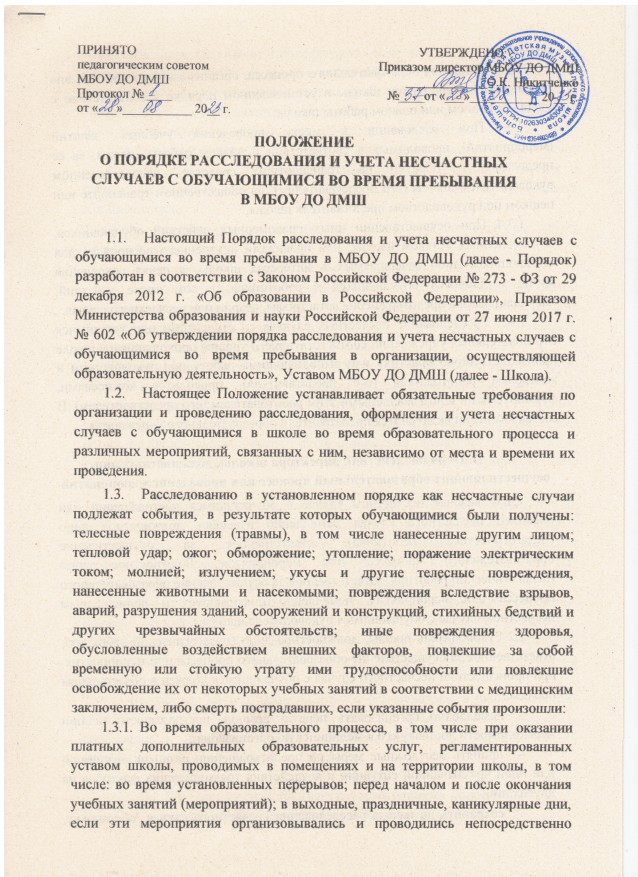 ПРИНЯТО
педагогическим советом
МБОУ ДО ДМШ
Протокол № 1
от «28» 08 20 г.
УТВЕРЖДЕНО
Приказом директора МБОУ ДО ДМШ
О.К. Никитченко
№ 37 от «28» 20
ПОЛОЖЕНИЕ
О ПОРЯДКЕ РАССЛЕДОВАНИЯ И УЧЕТА НЕСЧАСТНЫХ
СЛУЧАЕВ С ОБУЧАЮЩИМИСЯ ВО ВРЕМЯ ПРЕБЫВАНИЯ
В МБОУ ДО ДМШ
1.1. Настоящий Порядок расследования и учета несчастных случаев с
обучающимися во время пребывания в МБОУ ДО ДМШ (далее - Порядок)
разработан в соответствии с Законом Российской Федерации № 273 - ФЗ от 29
декабря 2012 г. «Об образовании в Российской Федерации», Приказом
Министерства образования и науки Российской Федерации от 27 июня 2017 г.
№ 602 «Об утверждении порядка расследования и учета несчастных случаев с
обучающимися во время пребывания в организации, осуществляющей
образовательную деятельность», Уставом МБОУ ДО ДМШ (далее - Школа).
1.2. Настоящее Положение устанавливает обязательные требования по
организации и проведению расследования, оформления и учета несчастных
случаев с обучающимися в школе во время образовательного процесса и
различных мероприятий, связанных с ним, независимо от места и времени их
проведения.
1.3. Расследованию в установленном порядке как несчастные случаи
подлежат события, в результате которых обучающимися были получены:
телесные повреждения (травмы), в том числе нанесенные другим лицом;
тепловой удар; ожог; обморожение; утопление; поражение электрическим
током; молнией; излучением; укусы и другие телесные повреждения,
нанесенные животными и насекомыми; повреждения вследствие взрывов,
аварий, разрушения зданий, сооружений и конструкций, стихийных бедствий и
других чрезвычайных обстоятельств; иные повреждения здоровья,
обусловленные воздействием внешних факторов, повлекшие за собой
временную или стойкую утрату ими трудоспособности или повлекшие
освобождение их от некоторых учебных занятий в соответствии с медицинским
заключением, либо смерть пострадавших, если указанные события произошли:
1.3.1. Во время образовательного процесса, в том числе при оказании
платных дополнительных образовательных услуг, регламентированных
уставом школы, проводимых в помещениях и на территории школы, в том
числе: во время установленных перерывов; перед началом и после окончания
учебных занятий (мероприятий); в выходные, праздничные, каникулярные дни,
если эти мероприятия организовывались и проводились непосредственно